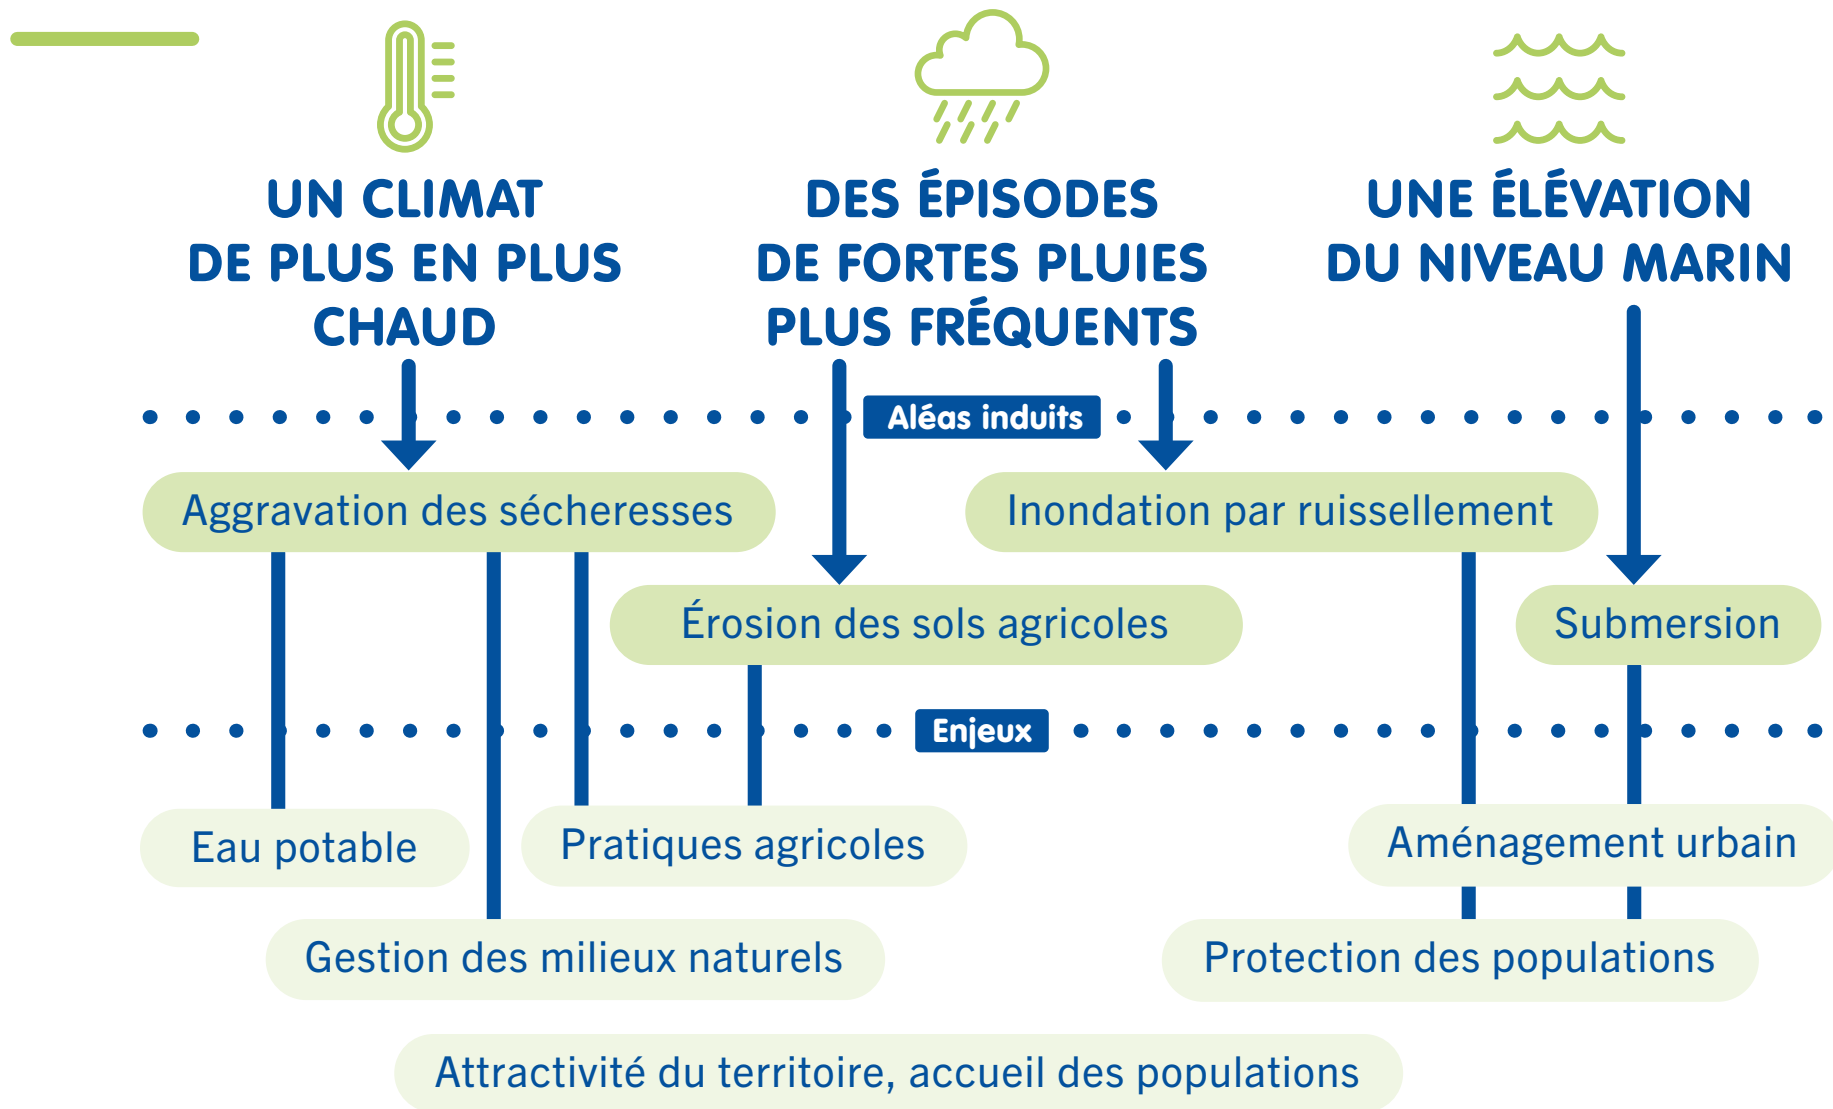 UN CLIMAT
DE PLUS EN PLUS
CHAUD
DES ÉPISODES
DE FORTES PLUIES
PLUS FRÉQUENTS
UNE ÉLÉVATION
DU NIVEAU MARIN
Aléas induits
Aggravation des sécheresses
Inondation par ruissellement
Érosion des sols agricoles
Submersion
Enjeux
Eau potable
Pratiques agricoles
Aménagement urbain
Gestion des milieux naturels
Protection des populations
Attractivité du territoire, accueil des populations